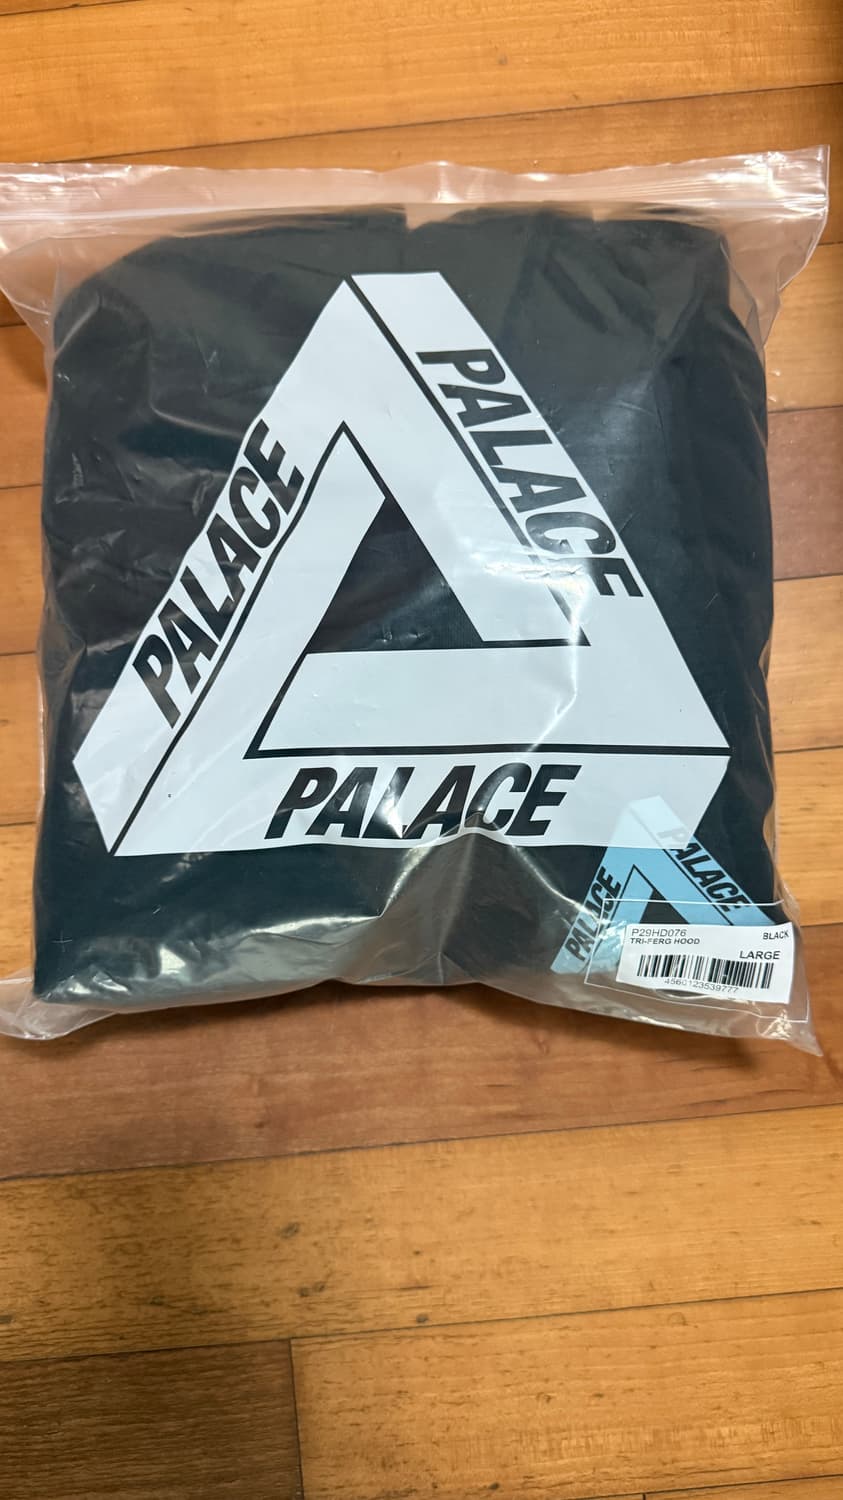 PALACE
PALACE
PALACE
PALACE
PALACE
P29HD076
BLACK
TRI-FERG HOOD
LARGE
4560123539777